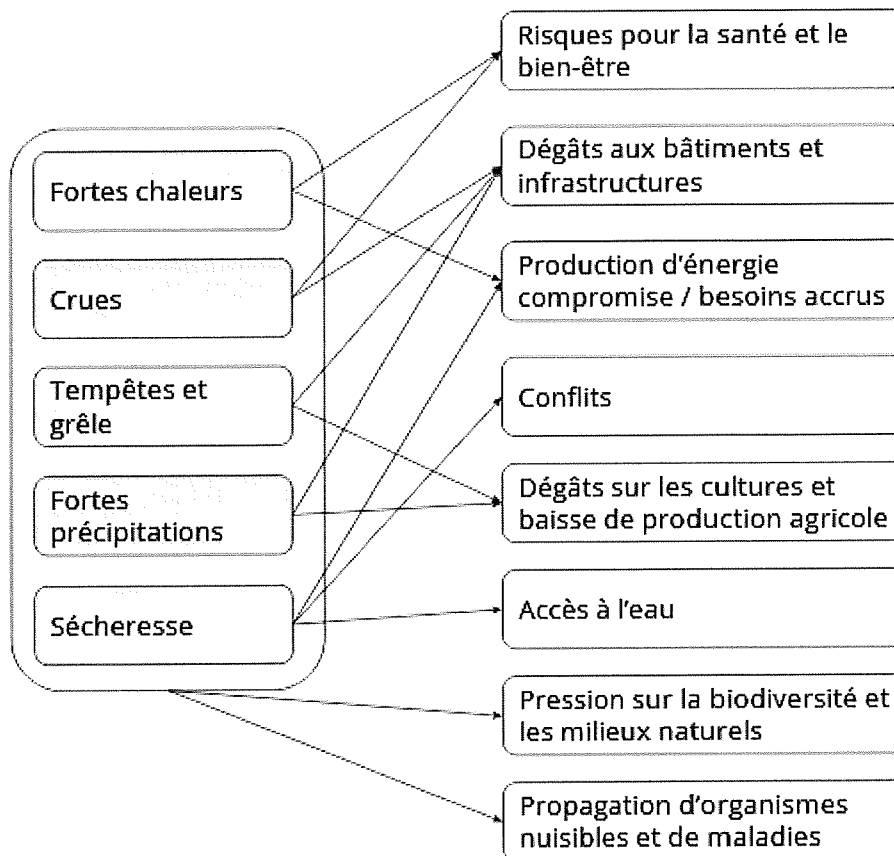 Fortes chaleurs
Crues
Tempêtes et
grêle
Fortes
précipitations
Sécheresse
Risques pour la santé et le
bien-être
Dégâts aux bâtiments et
infrastructures
Production d'énergie
compromise / besoins accrus
Conflits
Dégâts sur les cultures et
baisse de production agricole
Accès à l'eau
Pression sur la biodiversité et
les milieux naturels
Propagation d'organismes
nuisibles et de maladies